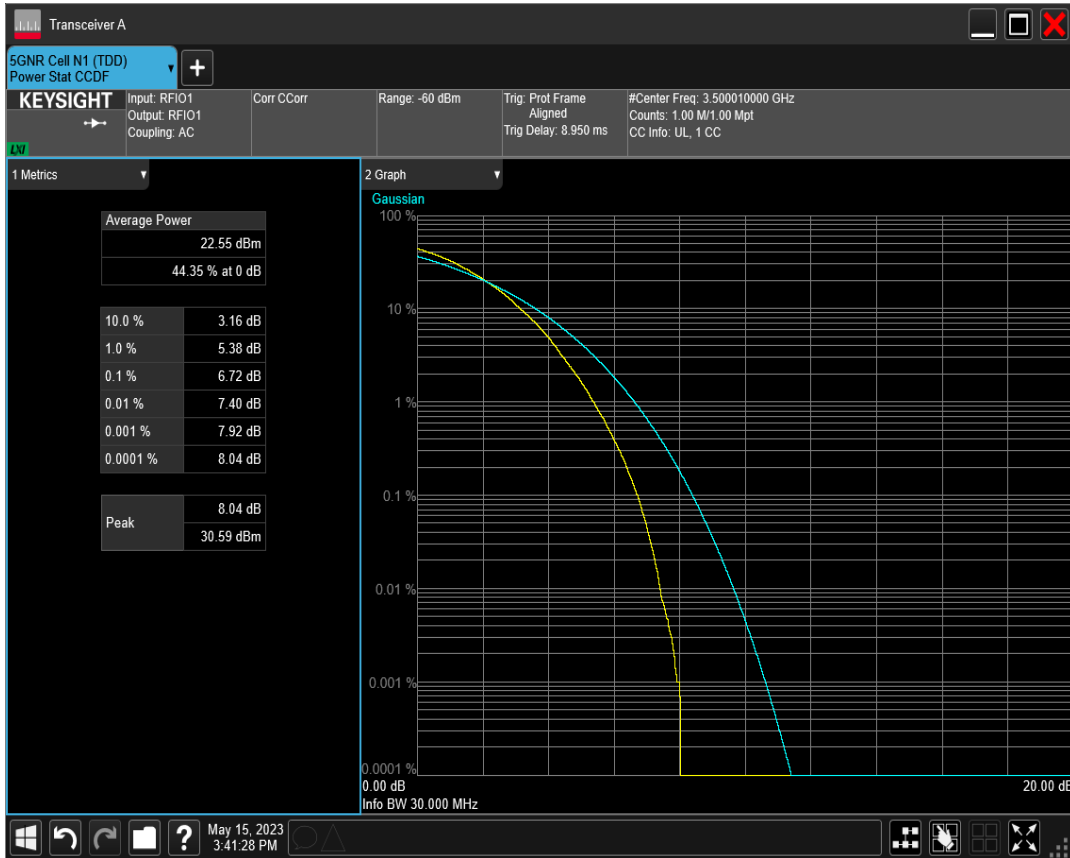 Transceiver A
5GNR Cell N1 (TDD)
Power Stat CCDF
+
KEYSIGHT
LXI
Input: RFIO1
Output: RFIO1
Coupling: AC
Corr CCorr
Range: -60 dBm
Trig: Prot Frame
Aligned
Trig Delay: 8.950 ms
#Center Freq: 3.500010000 GHz
Counts: 1.00 M/1.00 Mpt
CC Info: UL, 1 CC
1 Metrics
Average Power
22.55 dBm
44.35 % at 0 dB
10.0 % 3.16 dB
1.0 % 5.38 dB
0.1 % 6.72 dB
0.01 % 7.40 dB
0.001 % 7.92 dB
0.0001 % 8.04 dB
Peak
8.04 dB
30.59 dBm
2 Graph
Gaussian
100 %
10 %
1 %
0.1 %
0.01 %
0.001 %
0.0001 %
0.00 dB 20.00 dB
Info BW 30.000 MHz
?
May 15, 2023
3:41:28 PM